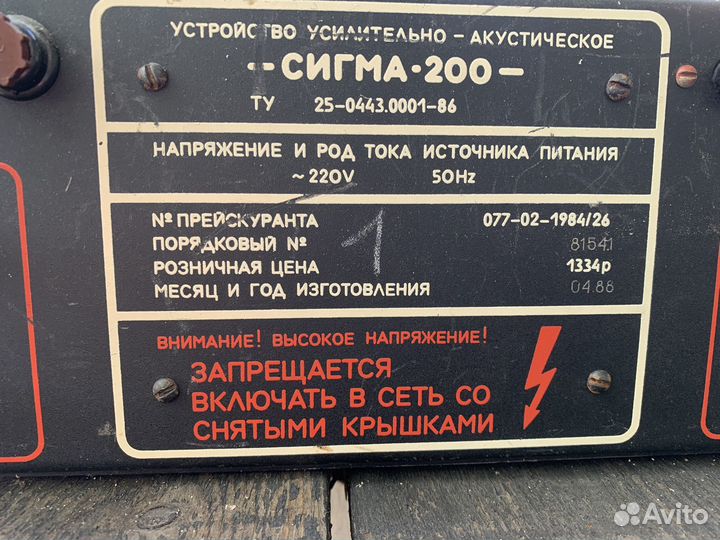 УСТРОЙСТВО УСИЛИТЕЛЬНО - АКУСТИЧЕСКОЕ
- СИГМА·200 -
ТУ 25-0443.0001-86
НАПРЯЖЕНИЕ И РОД ТОКА ИСТОЧНИКА ПИТАНИЯ
~220V 50Hz
№ ПРЕЙСКУРАНТА 077-02-1984/26
ПОРЯДКОВЫЙ № 81541
РОЗНИЧНАЯ ЦЕНА 1334р
МЕСЯЦ И ГОД ИЗГОТОВЛЕНИЯ 04.88
1
ВНИМАНИЕ! ВЫСОКОЕ НАПРЯЖЕНИЕ!
ЗАПРЕЩАЕТСЯ
ВКЛЮЧАТЬ В СЕТЬ СО
СНЯТЫМИ КРЫШКАМИ
Avito